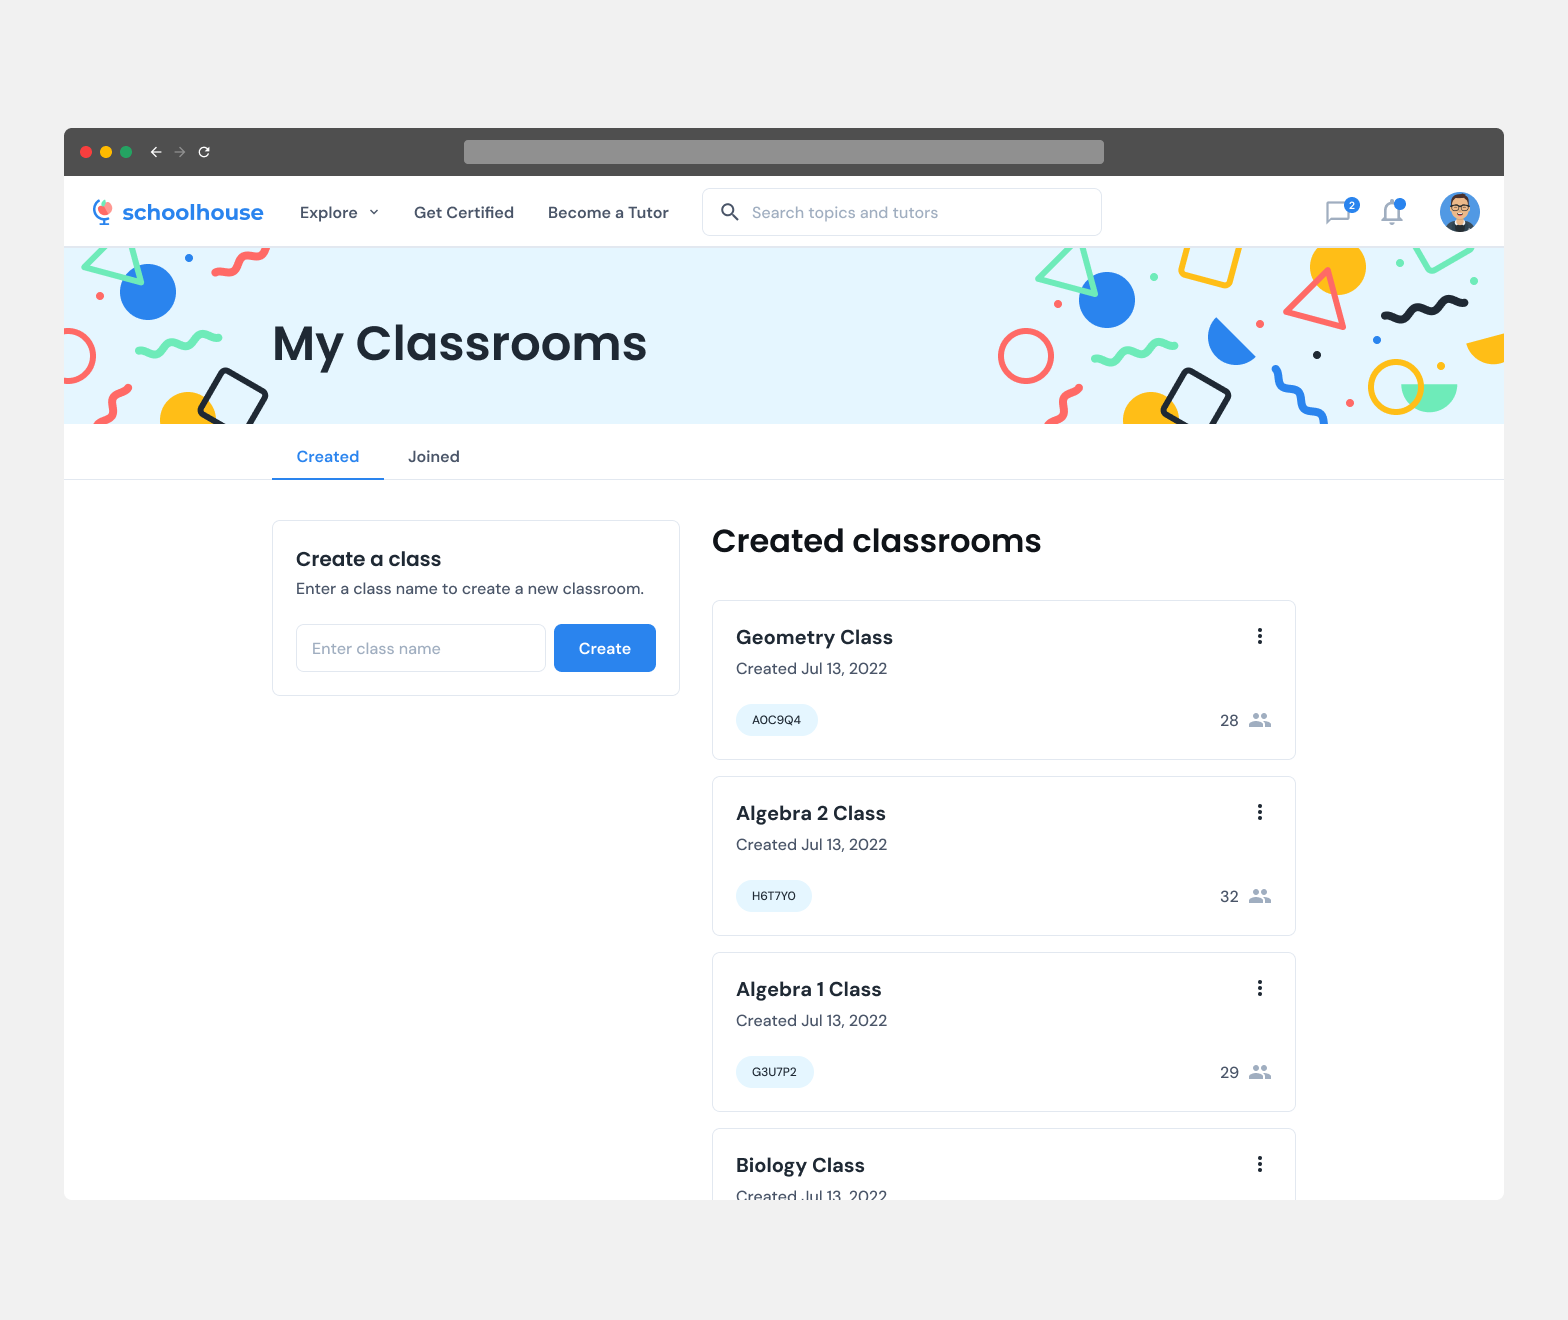 schoolhouse
Explore
Get Certified
Become a Tutor
Search topics and tutors
2
My Classrooms
Created
Joined
Create a class
Enter a class name to create a new classroom.
Enter class name
Create
Created classrooms
Geometry Class
Created Jul 13, 2022
A0C9Q4
28
Algebra 2 Class
Created Jul 13, 2022
H6T7Y0
32
Algebra 1 Class
Created Jul 13, 2022
G3U7P2
29
Biology Class
Created Jul 13, 2022